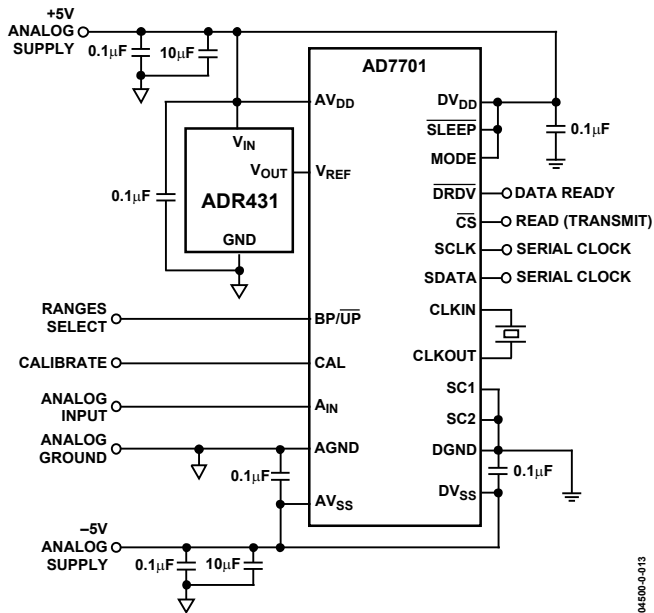 +5V
ANALOG
SUPPLY
0.1µF
10µF
AD7701
AVDD
DVDD
SLEEP
MODE
0.1µF
VIN
VOUT
VREF
ADR431
GND
0.1µF
DRDV
DATA READY
CS
READ (TRANSMIT)
SCLK
SERIAL CLOCK
SDATA
SERIAL CLOCK
RANGES
SELECT
BP/UP
CLKIN
CALIBRATE
CAL
CLKOUT
ANALOG
INPUT
AIN
SC1
SC2
ANALOG
GROUND
AGND
DGND
0.1µF
0.1µF
AVSS
DVSS
–5V
ANALOG
SUPPLY
0.1µF
10µF
04500-0-013